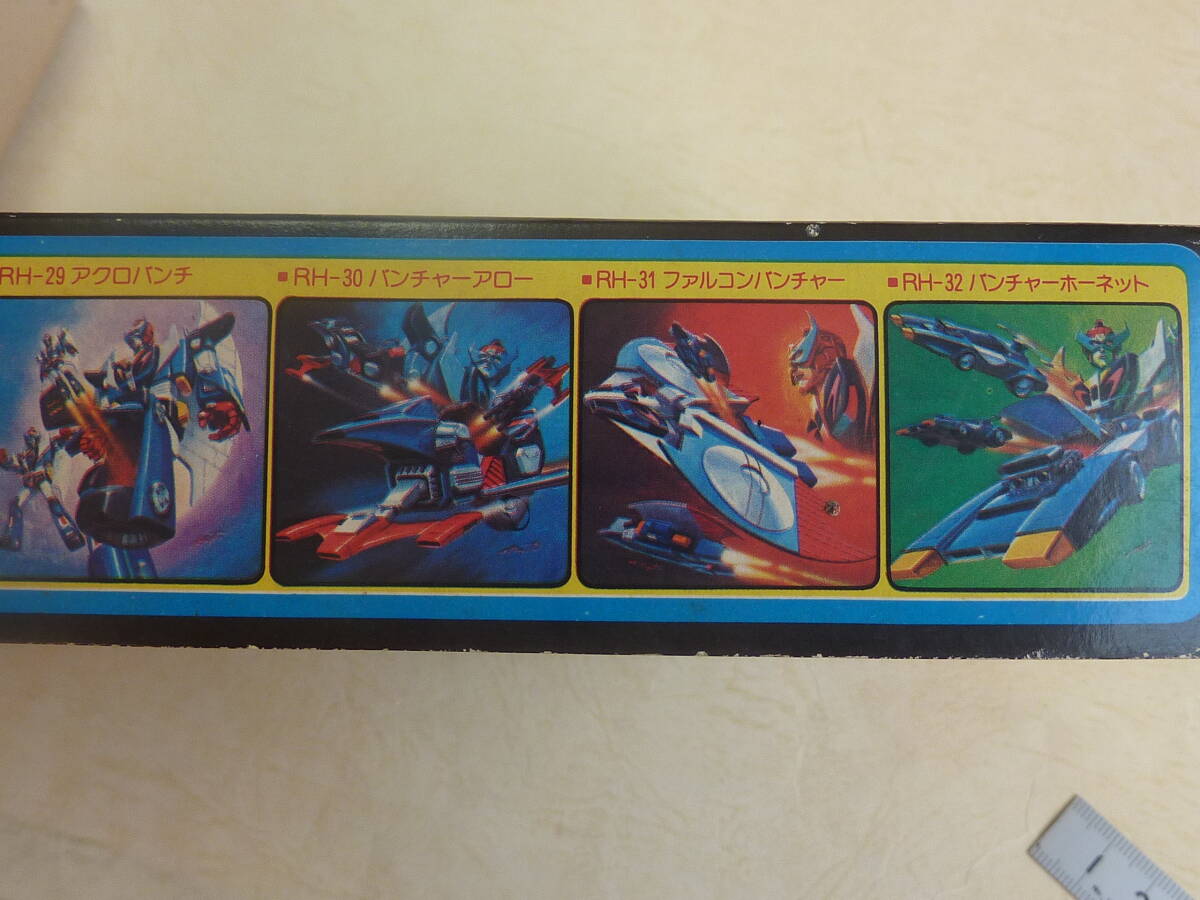 RH-29 アクロバンチ
■RH-30 バンチャーアロー
■RH-31 ファルコンバンチャー
■RH-32 バンチャーホーネット
1